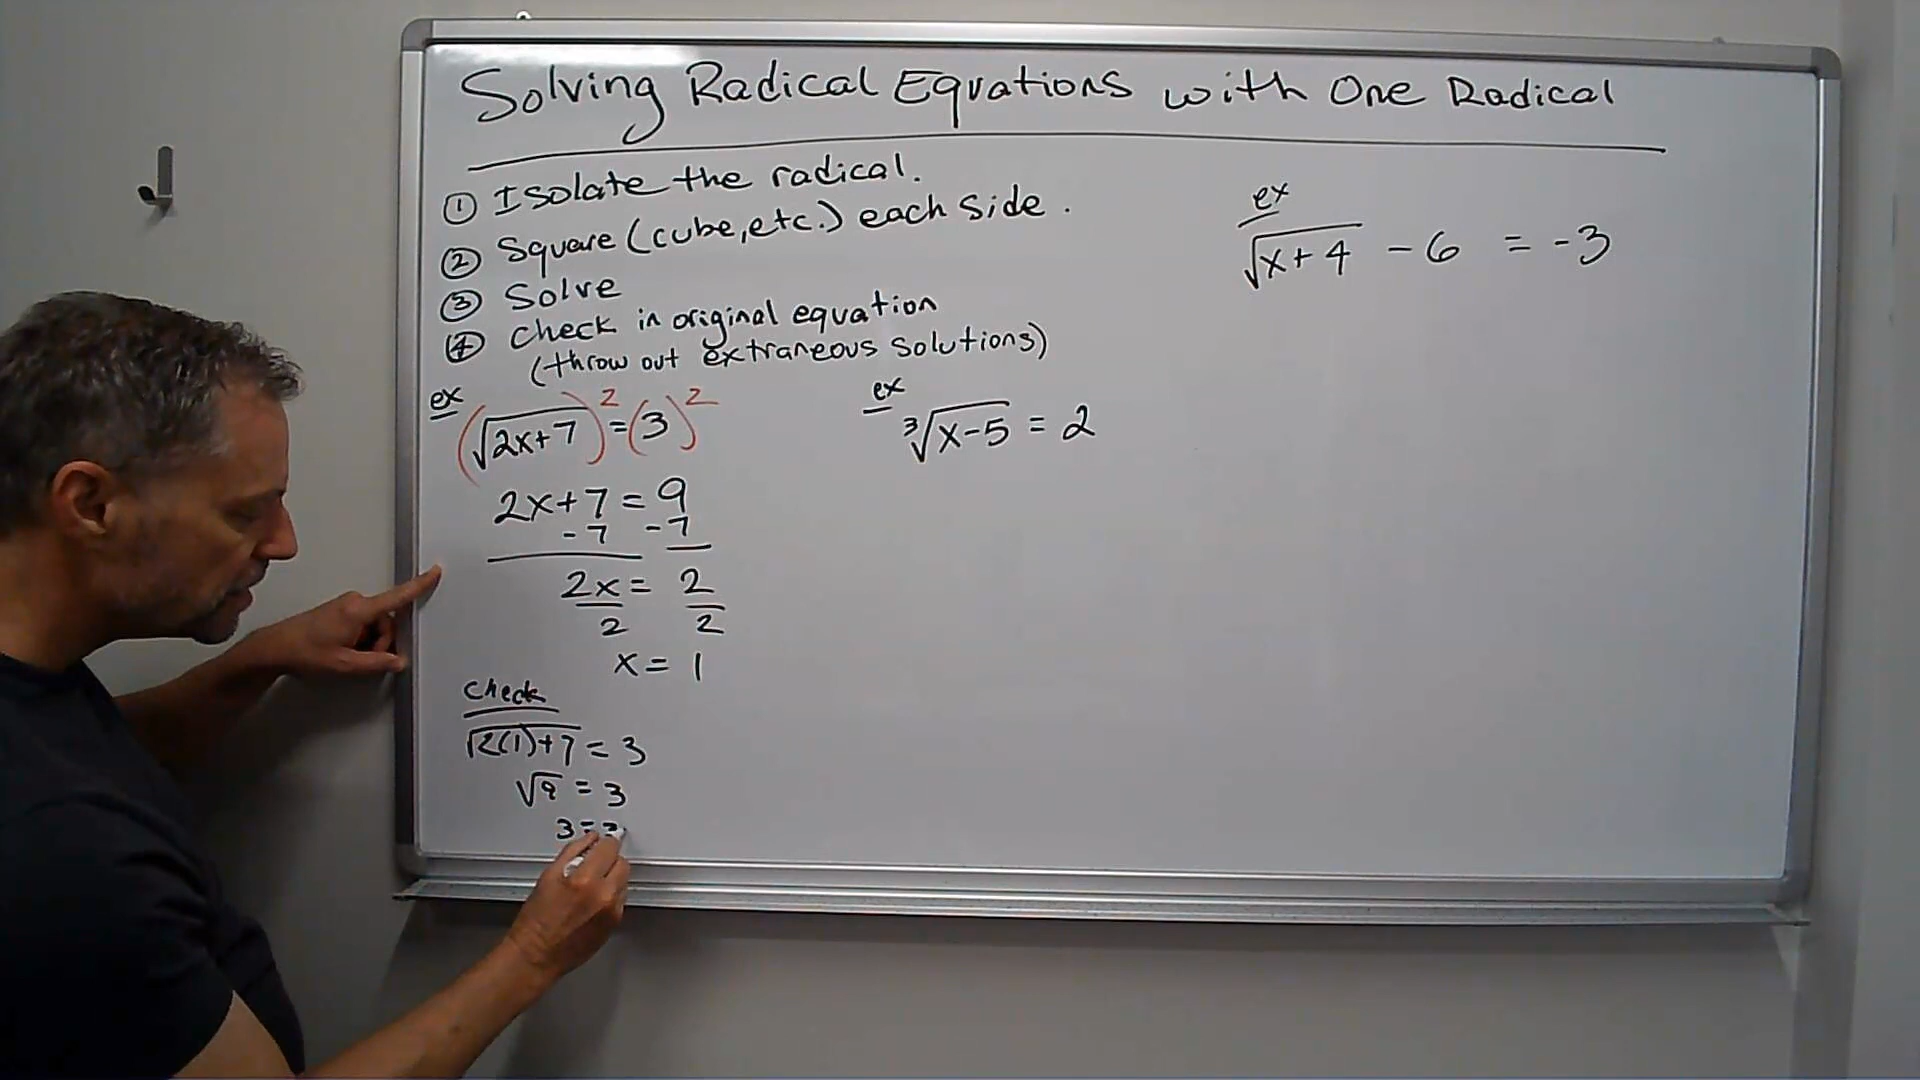 Solving Radical Equations with One Radical
① Isolate the radical.
② Square (cube, etc.) each side.
③ Solve
④ Check in original equation
(throw out extraneous solutions)
ex
(√2x+7)² = (3)²
2x+7 = 9
-7 -7
2x = 2
2 2
x = 1
Check
√2(1)+7 = 3
√9 = 3
3 = 3
ex
³√x-5 = 2
ex
√x+4 - 6 = -3